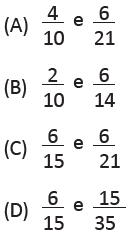 (A) 4/10 e 6/21
(B) 2/10 e 6/14
(C) 6/15 e 6/21
(D) 6/15 e 15/35